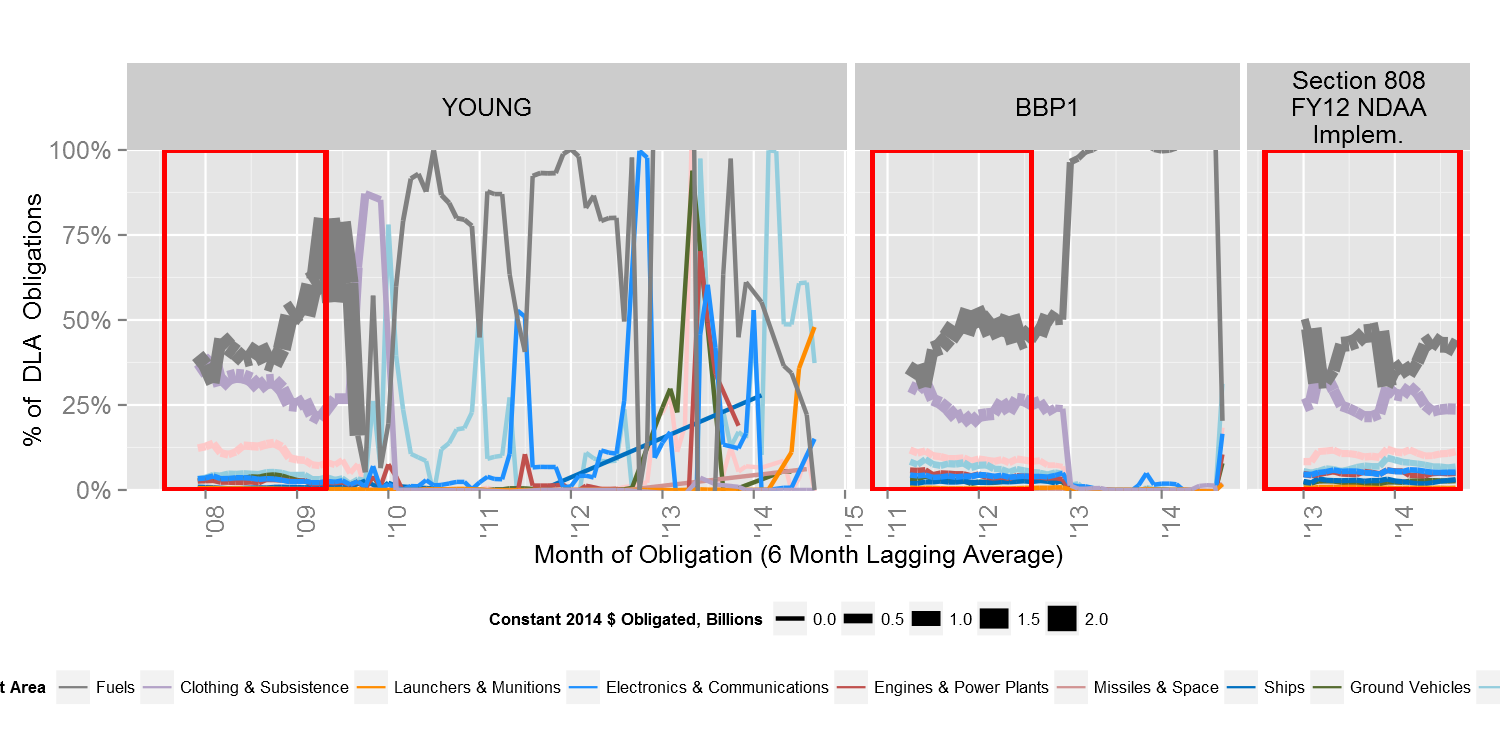 YOUNG
BBP1
Section 808
FY12 NDAA
Implem.
% of DLA Obligations
100%
75%
50%
25%
0%
'08 '09 '10 '11 '12 '13 '14 '15
'11 '12 '13 '14
'13 '14
Month of Obligation (6 Month Lagging Average)
Constant 2014 $ Obligated, Billions 0.0 0.5 1.0 1.5 2.0
t Area Fuels Clothing & Subsistence Launchers & Munitions Electronics & Communications Engines & Power Plants Missiles & Space Ships Ground Vehicles